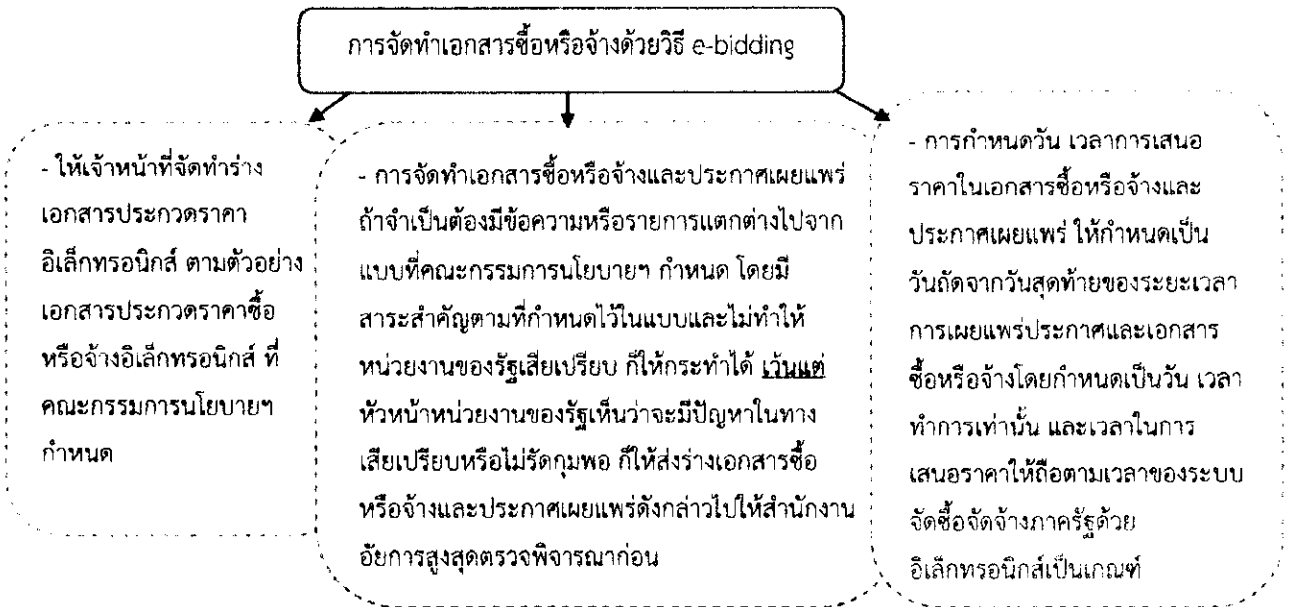 การจัดทำเอกสารซื้อหรือจ้างด้วยวิธี e-bidding
- ให้เจ้าหน้าที่จัดทำร่าง
เอกสารประกวดราคา
อิเล็กทรอนิกส์ ตามตัวอย่าง
เอกสารประกวดราคาซื้อ
หรือจ้างอิเล็กทรอนิกส์ ที่
คณะกรรมการนโยบายฯ
กำหนด
- การจัดทำเอกสารซื้อหรือจ้างและประกาศเผยแพร่
ถ้าจำเป็นต้องมีข้อความหรือรายการแตกต่างไปจาก
แบบที่คณะกรรมการนโยบายฯ กำหนด โดยมี
สาระสำคัญตามที่กำหนดไว้ในแบบและไม่ทำให้
หน่วยงานของรัฐเสียเปรียบ ก็ให้กระทำได้ เว้นแต่
หัวหน้าหน่วยงานของรัฐเห็นว่าจะมีปัญหาในทาง
เสียเปรียบหรือไม่รัดกุมพอ ก็ให้ส่งร่างเอกสารซื้อ
หรือจ้างและประกาศเผยแพร่ดังกล่าวไปให้สำนักงาน
อัยการสูงสุดตรวจพิจารณาก่อน
- การกำหนดวัน เวลาการเสนอ
ราคาในเอกสารซื้อหรือจ้างและ
ประกาศเผยแพร่ ให้กำหนดเป็น
วันถัดจากวันสุดท้ายของระยะเวลา
การเผยแพร่ประกาศและเอกสาร
ซื้อหรือจ้างโดยกำหนดเป็นวัน เวลา
ทำการเท่านั้น และเวลาในการ
เสนอราคาให้ถือตามเวลาของระบบ
จัดซื้อจัดจ้างภาครัฐด้วย
อิเล็กทรอนิกส์เป็นเกณฑ์